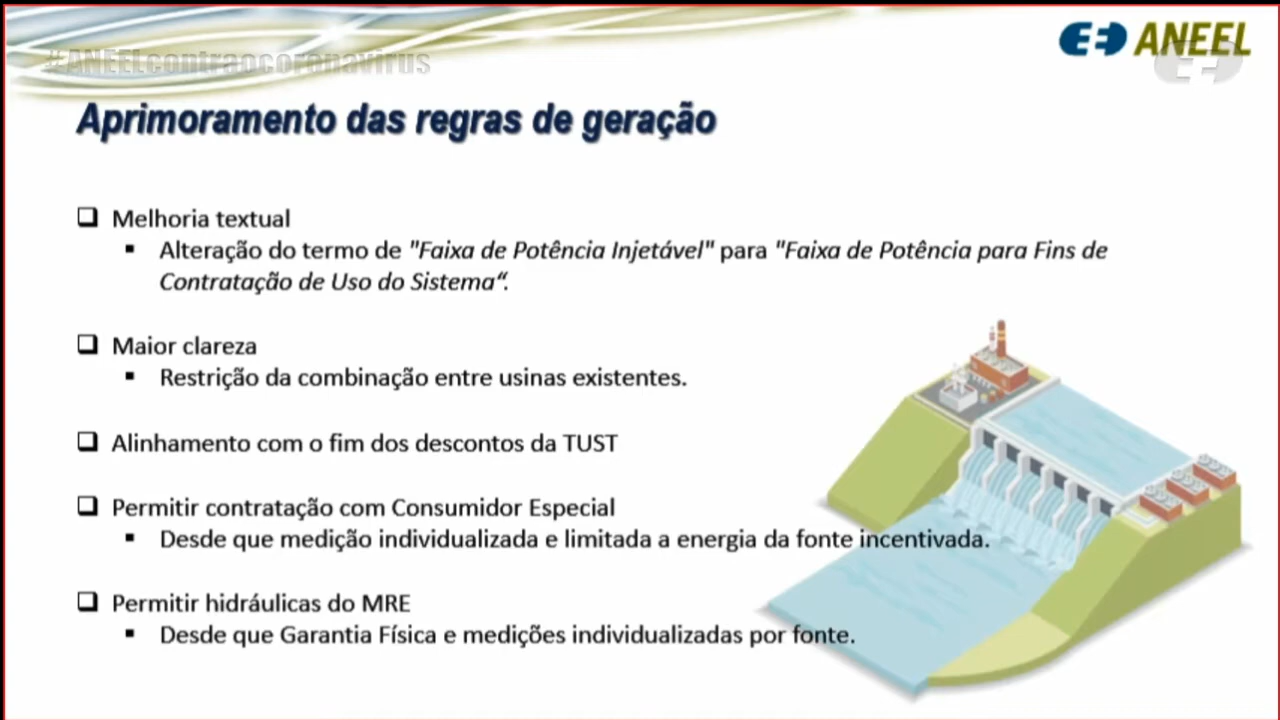 #ANEELcontraocoronavirus
ANEEL
Aprimoramento das regras de geração
Melhoria textual
Alteração do termo de "Faixa de Potência Injetável" para "Faixa de Potência para Fins de
Contratação de Uso do Sistema“.
Maior clareza
Restrição da combinação entre usinas existentes.
Alinhamento com o fim dos descontos da TUST
Permitir contratação com Consumidor Especial
Desde que medição individualizada e limitada a energia da fonte incentivada.
Permitir hidráulicas do MRE
Desde que Garantia Física e medições individualizadas por fonte.